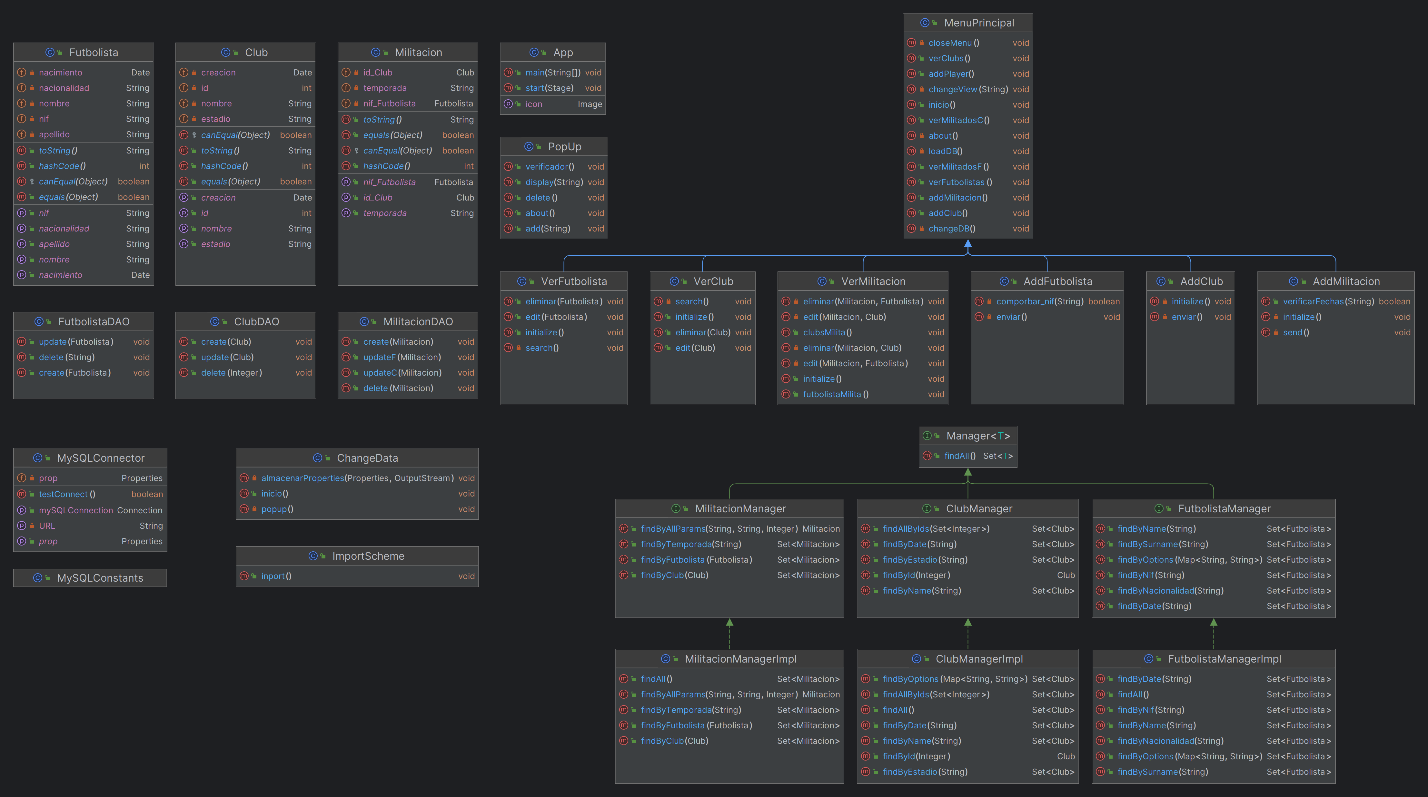 Futbolista
nacimiento Date
nacionalidad String
nombre String
nif String
apellido String
toString() String
hashCode() int
canEqual(Object) boolean
equals(Object) boolean
nif String
nacionalidad String
apellido String
nombre String
nacimiento Date
Club
creacion Date
id int
nombre String
estadio String
canEqual(Object) boolean
toString() String
hashCode() int
equals(Object) boolean
creacion Date
id int
nombre String
estadio String
Militacion
id_Club Club
temporada String
nif_Futbolista Futbolista
toString() String
equals(Object) boolean
canEqual(Object) boolean
hashCode() int
nif_Futbolista Futbolista
id_Club Club
temporada String
App
main(String[]) void
start(Stage) void
icon Image
PopUp
verificador() void
display(String) void
delete() void
about() void
add(String) void
MenuPrincipal
closeMenu() void
verClubs() void
addPlayer() void
changeView(String) void
inicio() void
verMilitadosC() void
about() void
loadDB() void
verMilitadosF() void
verFutbolistas() void
addMilitacion() void
addClub() void
changeDB() void
VerFutbolista
eliminar(Futbolista) void
edit(Futbolista) void
initialize() void
search() void
VerClub
search() void
initialize() void
eliminar(Club) void
edit(Club) void
VerMilitacion
eliminar(Militacion, Futbolista) void
edit(Militacion, Club) void
clubsMilita() void
eliminar(Militacion, Club) void
edit(Militacion, Futbolista) void
initialize() void
futbolistaMilita() void
AddFutbolista
comporbar_nif(String) boolean
enviar() void
AddClub
initialize() void
enviar() void
AddMilitacion
verificarFechas(String) boolean
initialize() void
send() void
FutbolistaDAO
update(Futbolista) void
delete(String) void
create(Futbolista) void
ClubDAO
create(Club) void
update(Club) void
delete(Integer) void
MilitacionDAO
create(Militacion) void
updateF(Militacion) void
updateC(Militacion) void
delete(Militacion) void
MySQLConnector
prop Properties
testConnect() boolean
mySQLConnection Connection
URL String
prop Properties
MySQLConstants
ChangeData
almacenarProperties(Properties, OutputStream) void
inicio() void
popup() void
ImportScheme
inport() void
Manager<T>
findAll() Set<T>
MilitacionManager
findByAllParams(String, String, Integer) Militacion
findByTemporada(String) Set<Militacion>
findByFutbolista(Futbolista) Set<Militacion>
findByClub(Club) Set<Militacion>
ClubManager
findAllByIds(Set<Integer>) Set<Club>
findByDate(String) Set<Club>
findByEstadio(String) Set<Club>
findById(Integer) Club
findByName(String) Set<Club>
FutbolistaManager
findByName(String) Set<Futbolista>
findBySurname(String) Set<Futbolista>
findByOptions(Map<String, String>) Set<Futbolista>
findByNif(String) Set<Futbolista>
findByNacionalidad(String) Set<Futbolista>
findByDate(String) Set<Futbolista>
MilitacionManagerImpl
findAll() Set<Militacion>
findByAllParams(String, String, Integer) Militacion
findByTemporada(String) Set<Militacion>
findByFutbolista(Futbolista) Set<Militacion>
findByClub(Club) Set<Militacion>
ClubManagerImpl
findByOptions(Map<String, String>) Set<Club>
findAllByIds(Set<Integer>) Set<Club>
findAll() Set<Club>
findByDate(String) Set<Club>
findByName(String) Set<Club>
findById(Integer) Club
findByEstadio(String) Set<Club>
FutbolistaManagerImpl
findByDate(String) Set<Futbolista>
findAll() Set<Futbolista>
findByNif(String) Set<Futbolista>
findByName(String) Set<Futbolista>
findByNacionalidad(String) Set<Futbolista>
findByOptions(Map<String, String>) Set<Futbolista>
findBySurname(String) Set<Futbolista>